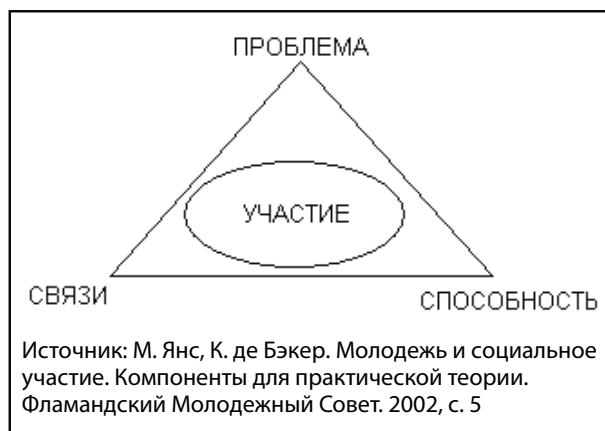 ПРОБЛЕМА
УЧАСТИЕ
СВЯЗИ
СПОСОБНОСТЬ
Источник: М. Янс, К. де Бэкер. Молодежь и социальное
участие. Компоненты для практической теории.
Фламандский Молодежный Совет. 2002, с. 5